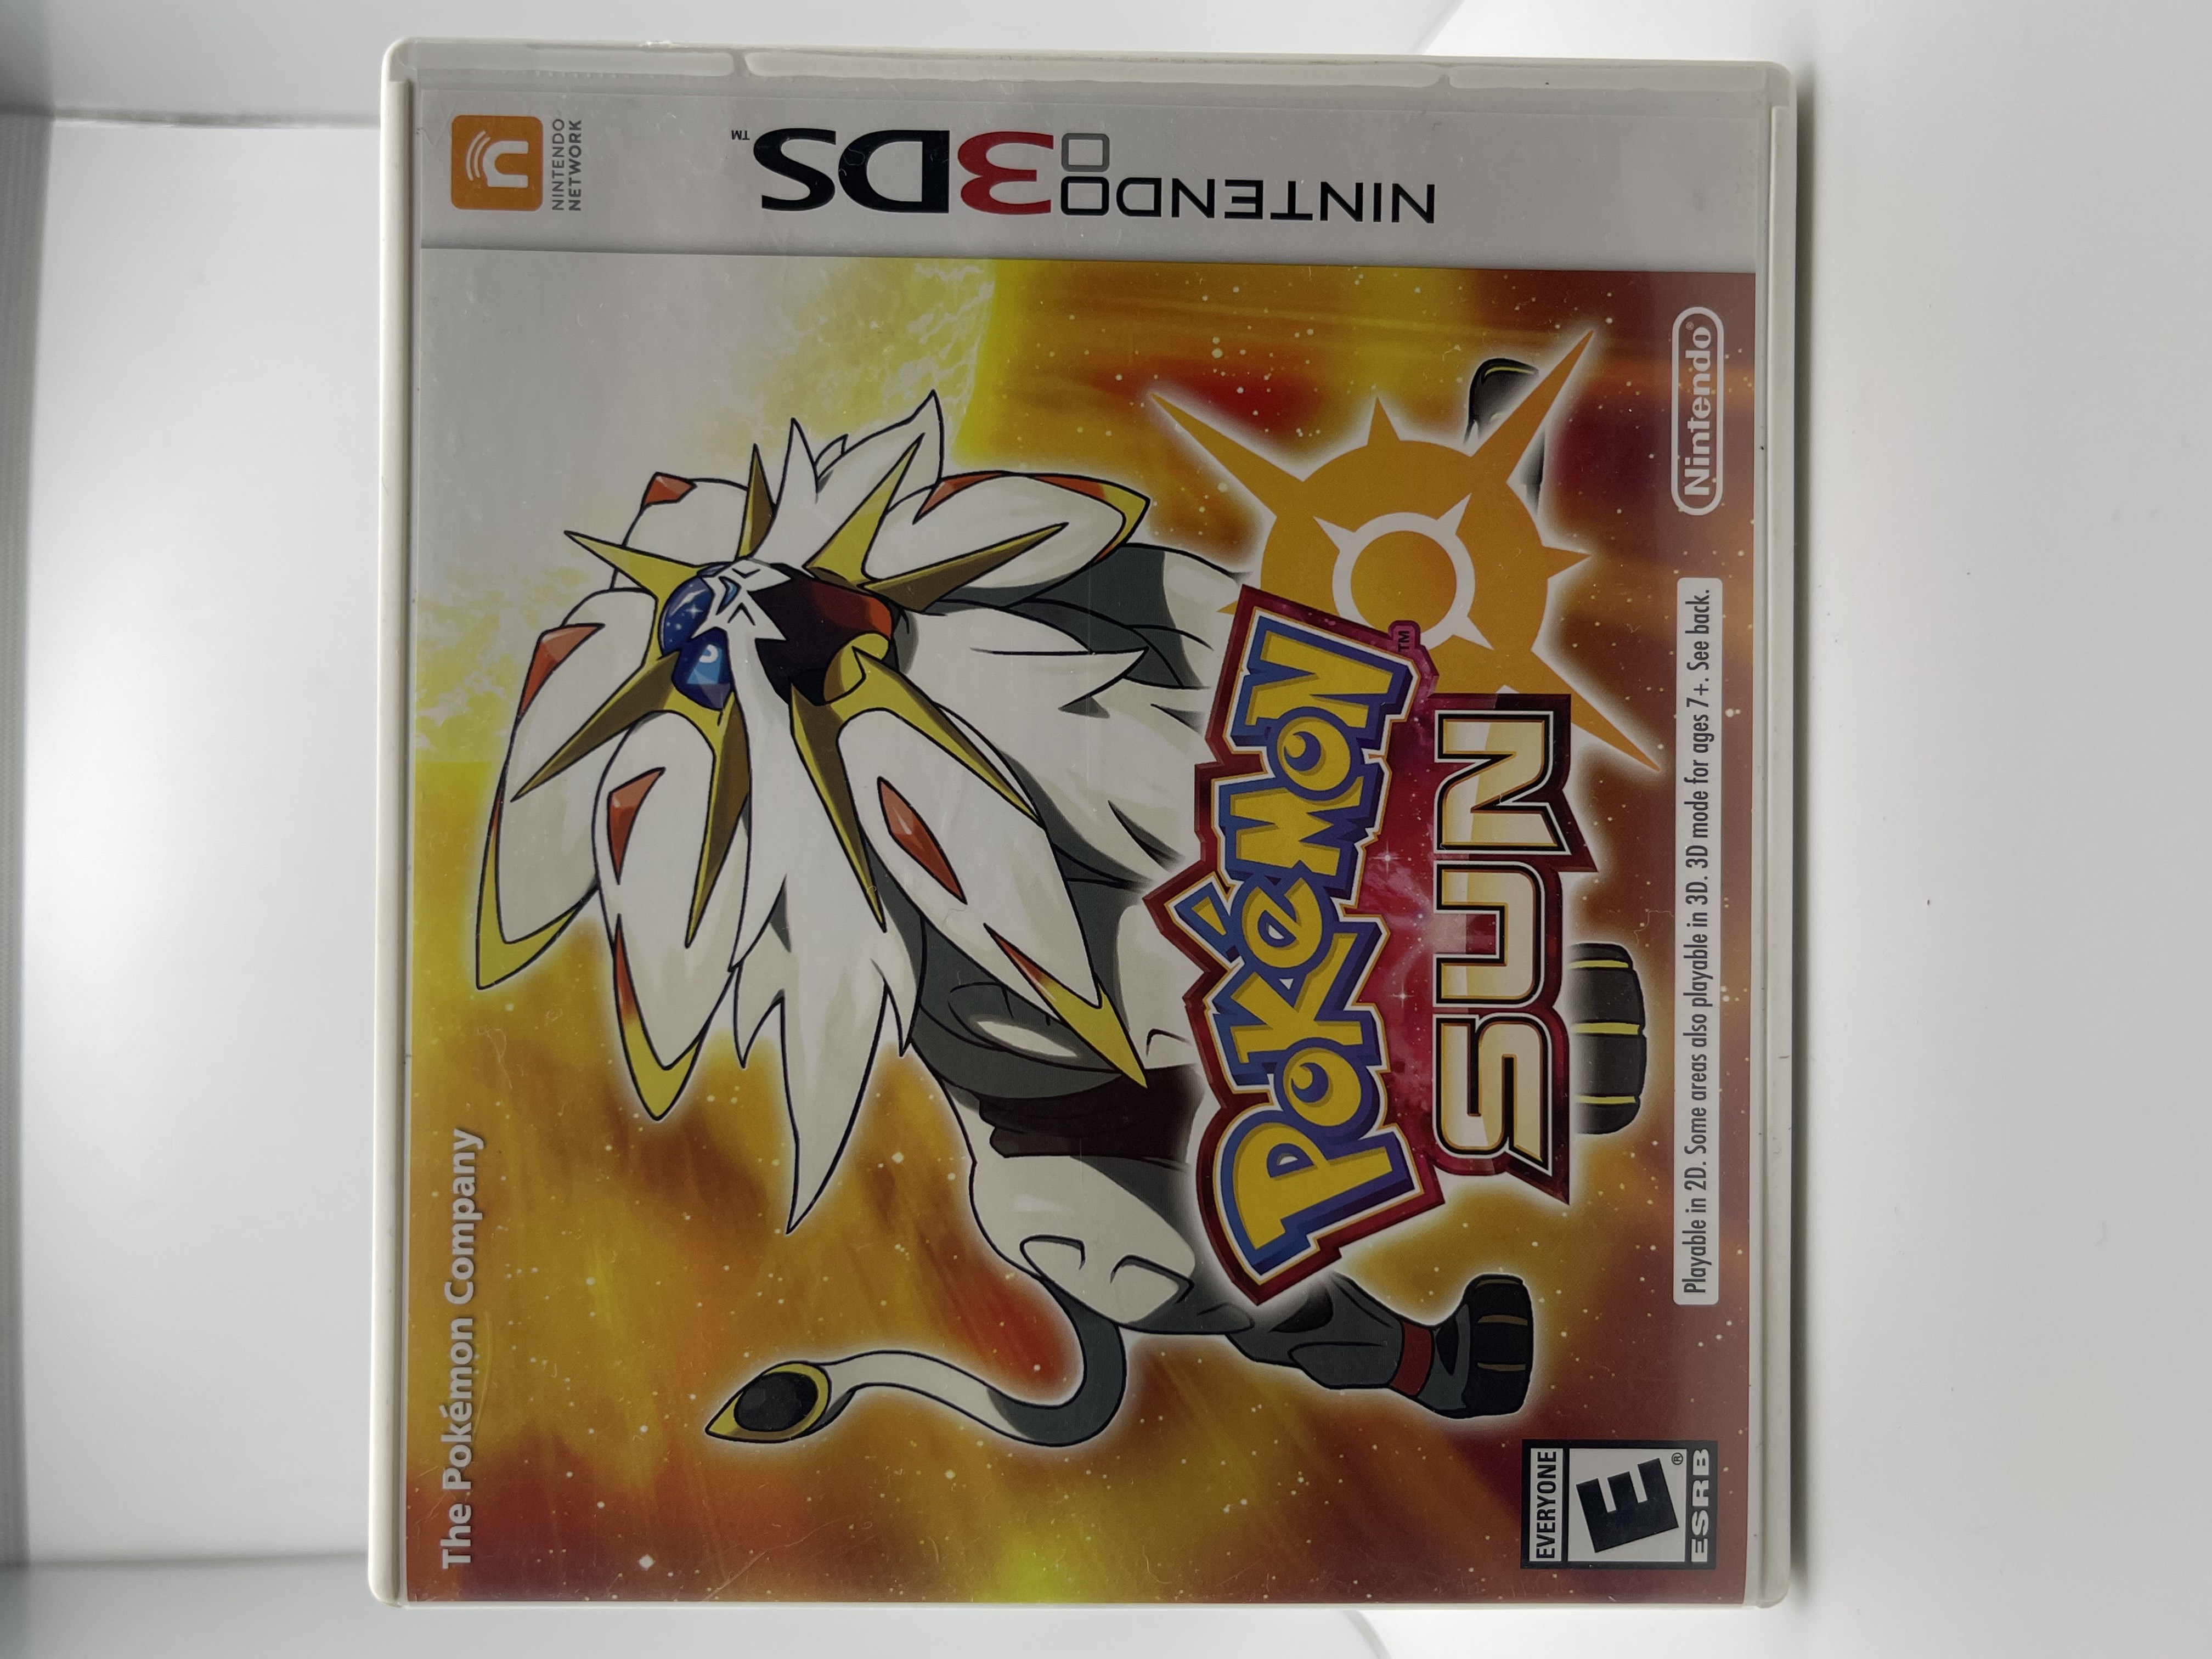 The Pokémon Company
n
NINTENDO
NETWORK
NINTENDO 3DS™
POKéMON™
SUN
EVERYONE
E®
ESRB
Playable in 2D. Some areas also playable in 3D. 3D mode for ages 7+. See back.
Nintendo®